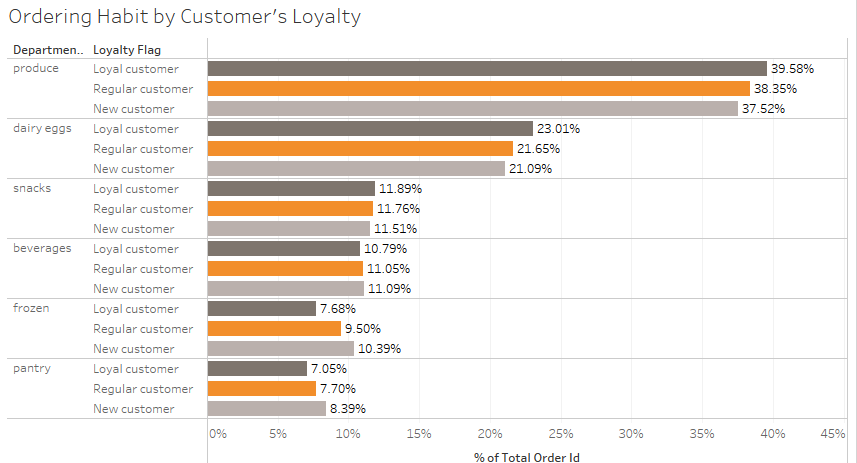 Ordering Habit by Customer's Loyalty
Departmen.. Loyalty Flag
produce Loyal customer 39.58%
Regular customer 38.35%
New customer 37.52%
dairy eggs Loyal customer 23.01%
Regular customer 21.65%
New customer 21.09%
snacks Loyal customer 11.89%
Regular customer 11.76%
New customer 11.51%
beverages Loyal customer 10.79%
Regular customer 11.05%
New customer 11.09%
frozen Loyal customer 7.68%
Regular customer 9.50%
New customer 10.39%
pantry Loyal customer 7.05%
Regular customer 7.70%
New customer 8.39%
0% 5% 10% 15% 20% 25% 30% 35% 40% 45%
% of Total Order Id